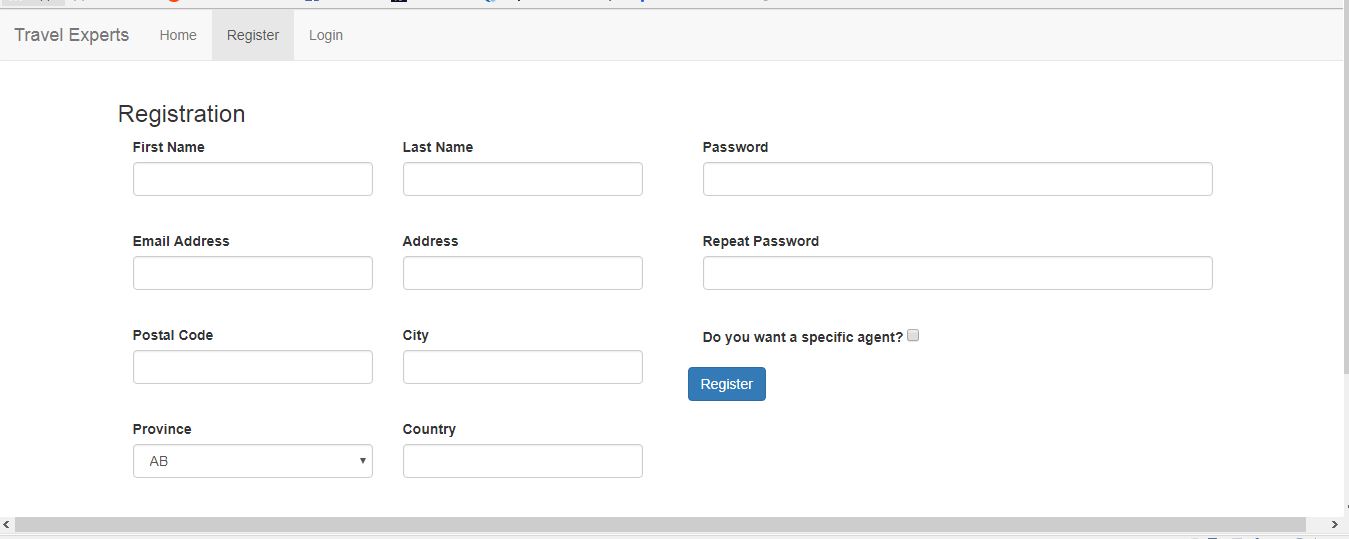 Travel Experts Home Register Login
Registration
First Name Last Name Password
Email Address Address Repeat Password
Postal Code City Do you want a specific agent?
Register
Province Country
AB